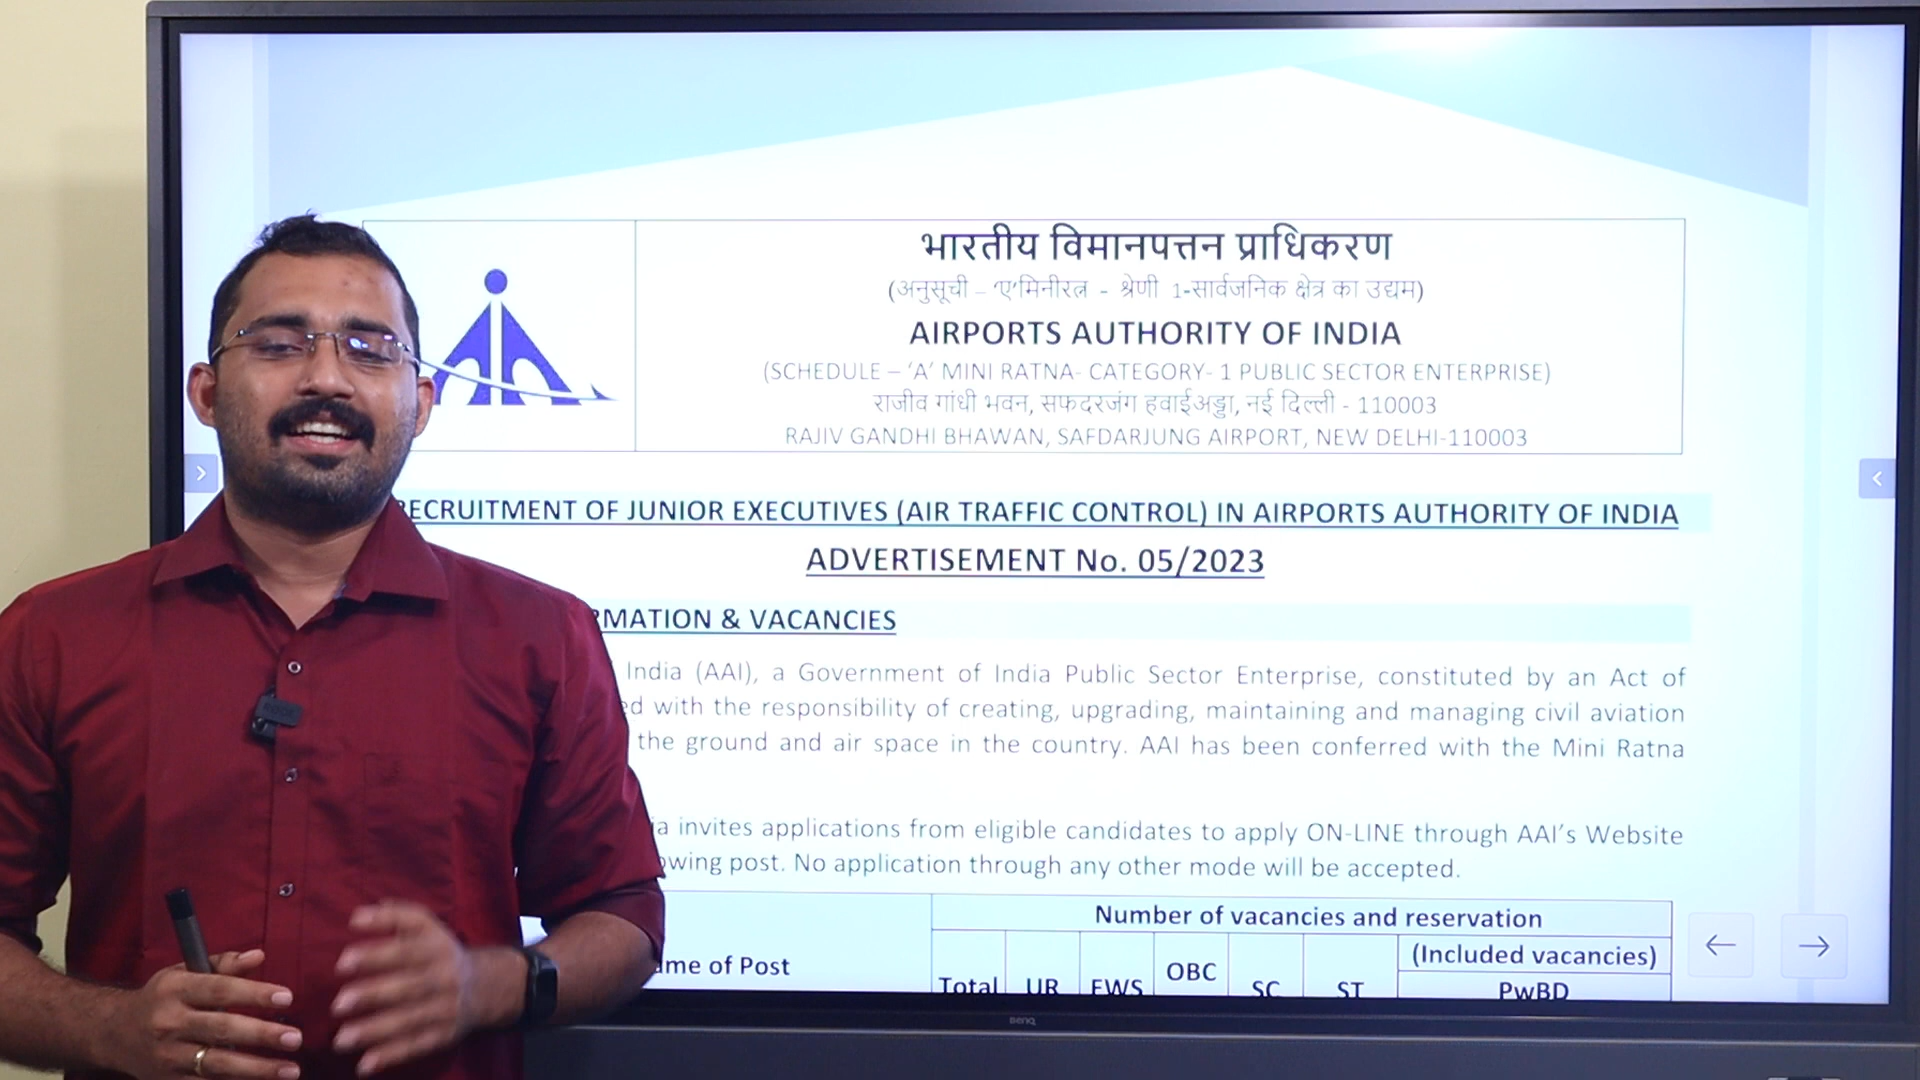 भारतीय विमानपत्तन प्राधिकरण
(अनुसूची – 'ए'मिनीरत्न - श्रेणी 1-सार्वजनिक क्षेत्र का उद्यम)
AIRPORTS AUTHORITY OF INDIA
(SCHEDULE – 'A' MINI RATNA- CATEGORY- 1 PUBLIC SECTOR ENTERPRISE)
राजीव गांधी भवन, सफदरजंग हवाईअड्डा, नई दिल्ली - 110003
RAJIV GANDHI BHAWAN, SAFDARJUNG AIRPORT, NEW DELHI-110003
RECRUITMENT OF JUNIOR EXECUTIVES (AIR TRAFFIC CONTROL) IN AIRPORTS AUTHORITY OF INDIA
ADVERTISEMENT No. 05/2023
RMATION & VACANCIES
India (AAI), a Government of India Public Sector Enterprise, constituted by an Act of
ed with the responsibility of creating, upgrading, maintaining and managing civil aviation
the ground and air space in the country. AAI has been conferred with the Mini Ratna
ia invites applications from eligible candidates to apply ON-LINE through AAI's Website
owing post. No application through any other mode will be accepted.
Number of vacancies and reservation
(Included vacancies)
ame of Post
Total UR EWS OBC SC ST PwBD
BenQ